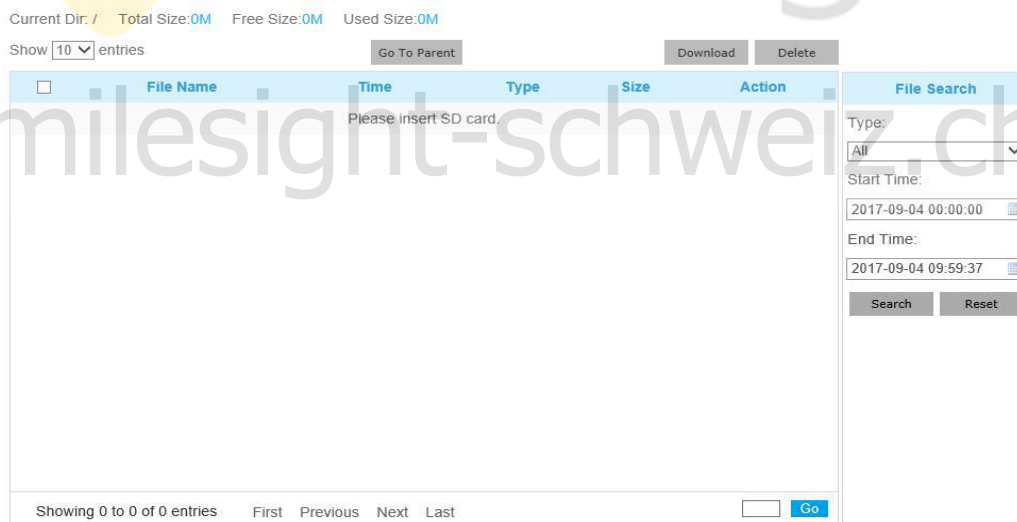 Current Dir: / Total Size:0M Free Size:0M Used Size:0M
Show 10 entries Go To Parent Download Delete
File Name Time Type Size Action
Please insert SD card.
Showing 0 to 0 of 0 entries First Previous Next Last Go
File Search
Type:
All
Start Time:
2017-09-04 00:00:00
End Time:
2017-09-04 09:59:37
Search Reset
milesight-schweiz.ch